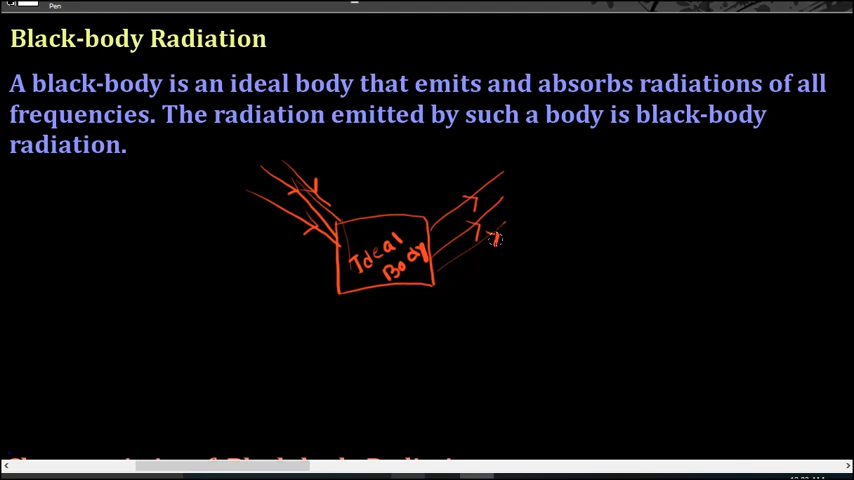 Pen
Black-body Radiation
A black-body is an ideal body that emits and absorbs radiations of all
frequencies. The radiation emitted by such a body is black-body
radiation.
Ideal
Body